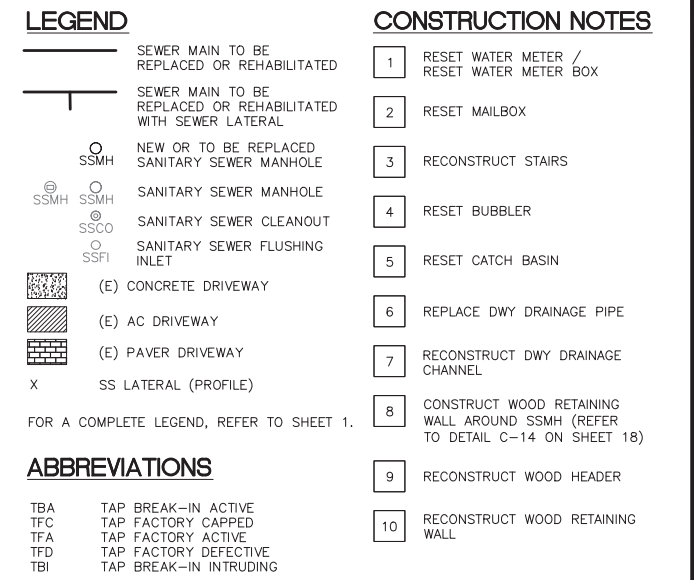 LEGEND
SEWER MAIN TO BE
REPLACED OR REHABILITATED
SEWER MAIN TO BE
REPLACED OR REHABILITATED
WITH SEWER LATERAL
SSMH
NEW OR TO BE REPLACED
SANITARY SEWER MANHOLE
SSMH SSMH SANITARY SEWER MANHOLE
SSCO SANITARY SEWER CLEANOUT
SSFI
SANITARY SEWER FLUSHING
INLET
(E) CONCRETE DRIVEWAY
(E) AC DRIVEWAY
(E) PAVER DRIVEWAY
X SS LATERAL (PROFILE)
FOR A COMPLETE LEGEND, REFER TO SHEET 1.
ABBREVIATIONS
TBA TAP BREAK-IN ACTIVE
TFC TAP FACTORY CAPPED
TFA TAP FACTORY ACTIVE
TFD TAP FACTORY DEFECTIVE
TBI TAP BREAK-IN INTRUDING
CONSTRUCTION NOTES
1 RESET WATER METER /
RESET WATER METER BOX
2 RESET MAILBOX
3 RECONSTRUCT STAIRS
4 RESET BUBBLER
5 RESET CATCH BASIN
6 REPLACE DWY DRAINAGE PIPE
7 RECONSTRUCT DWY DRAINAGE
CHANNEL
8 CONSTRUCT WOOD RETAINING
WALL AROUND SSMH (REFER
TO DETAIL C-14 ON SHEET 18)
9 RECONSTRUCT WOOD HEADER
10 RECONSTRUCT WOOD RETAINING
WALL